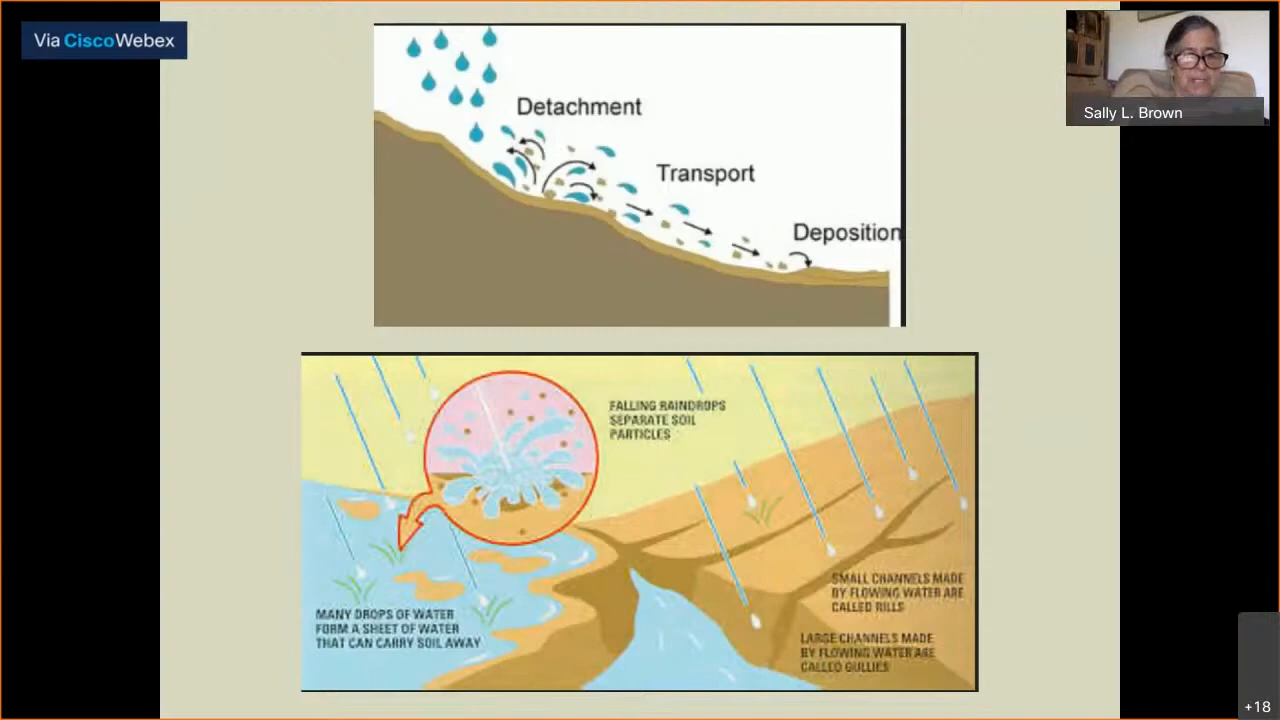 Via CiscoWebex
Sally L. Brown
Detachment
Transport
Deposition
FALLING RAINDROPS
SEPARATE SOIL
PARTICLES
MANY DROPS OF WATER
FORM A SHEET OF WATER
THAT CAN CARRY SOIL AWAY
SMALL CHANNELS MADE
BY FLOWING WATER ARE
CALLED RILLS
LARGE CHANNELS MADE
BY FLOWING WATER ARE
CALLED GULLIES
+18